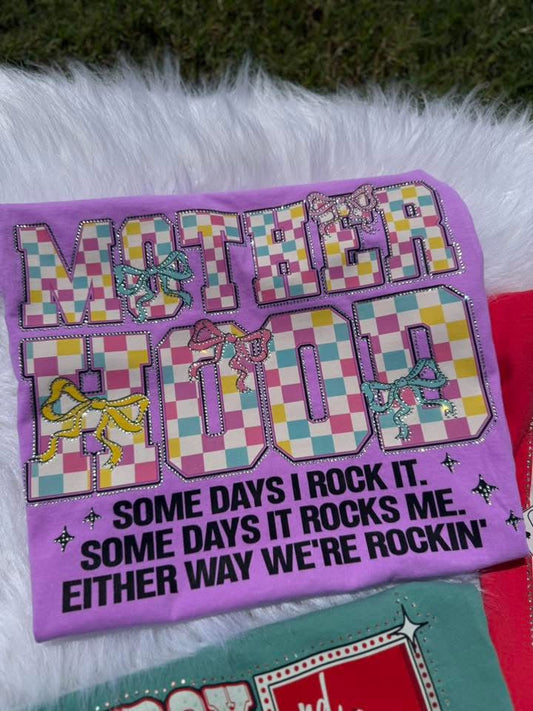 MOTHER
HOOD
SOME DAYS I ROCK IT.
SOME DAYS IT ROCKS ME.
EITHER WAY WE'RE ROCKIN'